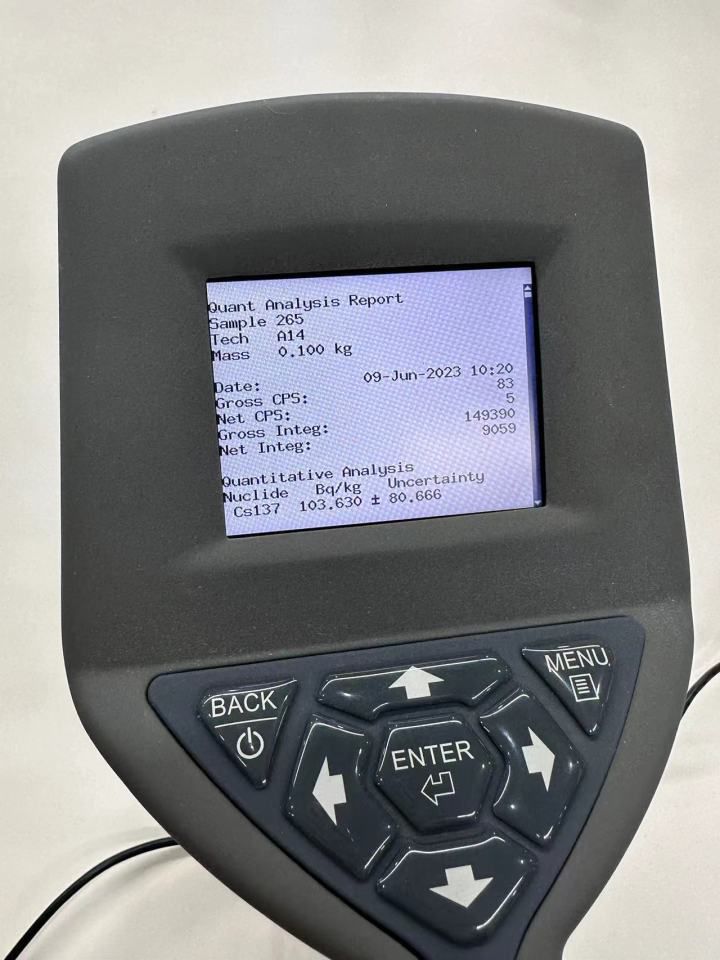 Quant Analysis Report
Sample 265
Tech A14
Mass 0.100 kg
Date: 09-Jun-2023 10:20
Gross CPS: 83
Net CPS: 5
Gross Integ: 149390
Net Integ: 9059
Quantitative Analysis
Nuclide Bq/kg Uncertainty
Cs137 103.630 ± 80.666
BACK
MENU
ENTER